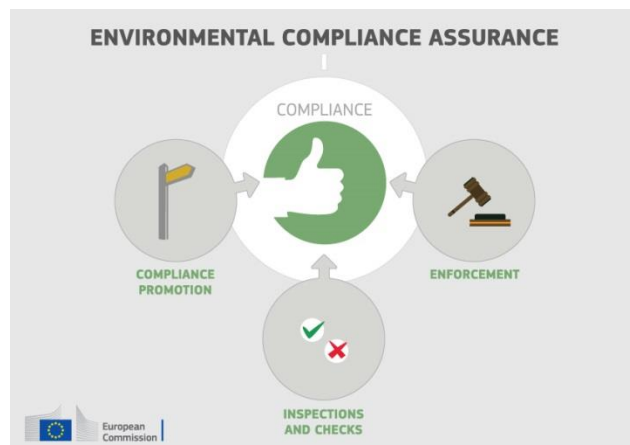 ENVIRONMENTAL COMPLIANCE ASSURANCE
COMPLIANCE
COMPLIANCE
PROMOTION
ENFORCEMENT
INSPECTIONS
AND CHECKS
European
Commission